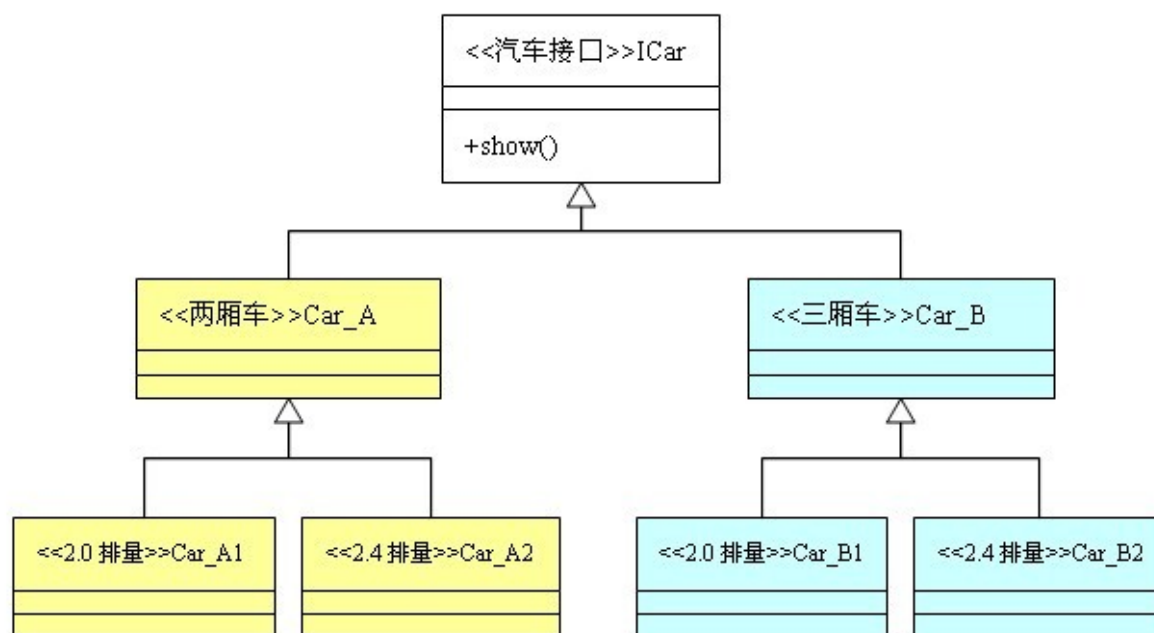 <<汽车接口>>ICar
+show()
<<两厢车>>Car_A
<<三厢车>>Car_B
<<2.0 排量>>Car_A1
<<2.4 排量>>Car_A2
<<2.0 排量>>Car_B1
<<2.4 排量>>Car_B2